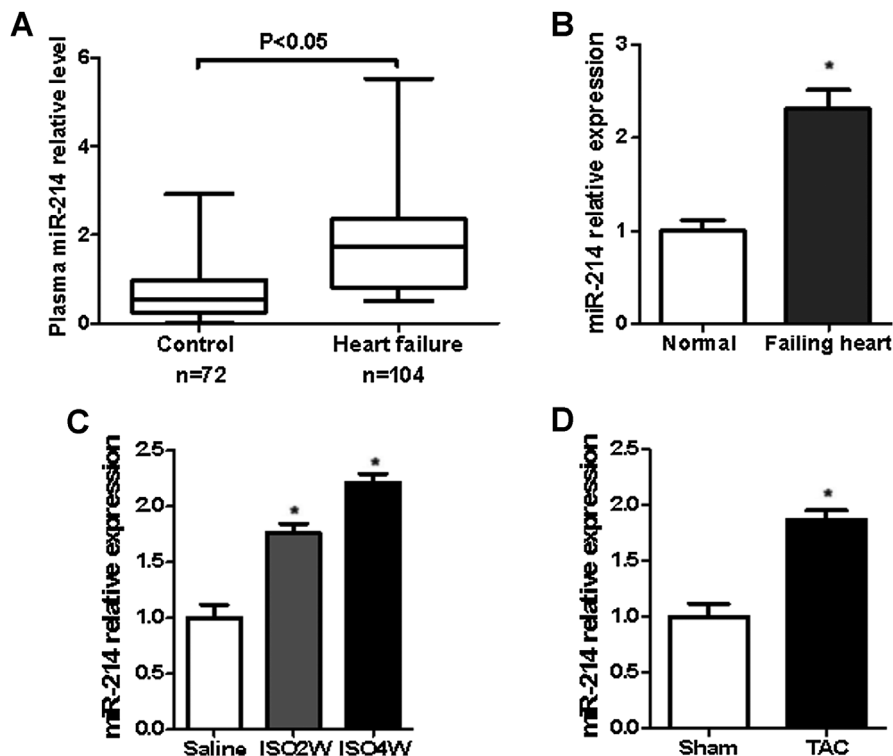 A
Plasma miR-214 relative level
6
4
2
0
P<0.05
Control
Heart failure
n=72
n=104
B
miR-214 relative expression
3
2
1
0
*
Normal
Failing heart
C
miR-214 relative expression
2.5
2.0
1.5
1.0
0.5
0.0
*
*
Saline
ISO2W
ISO4W
D
miR-214 relative expression
2.5
2.0
1.5
1.0
0.5
0.0
*
Sham
TAC